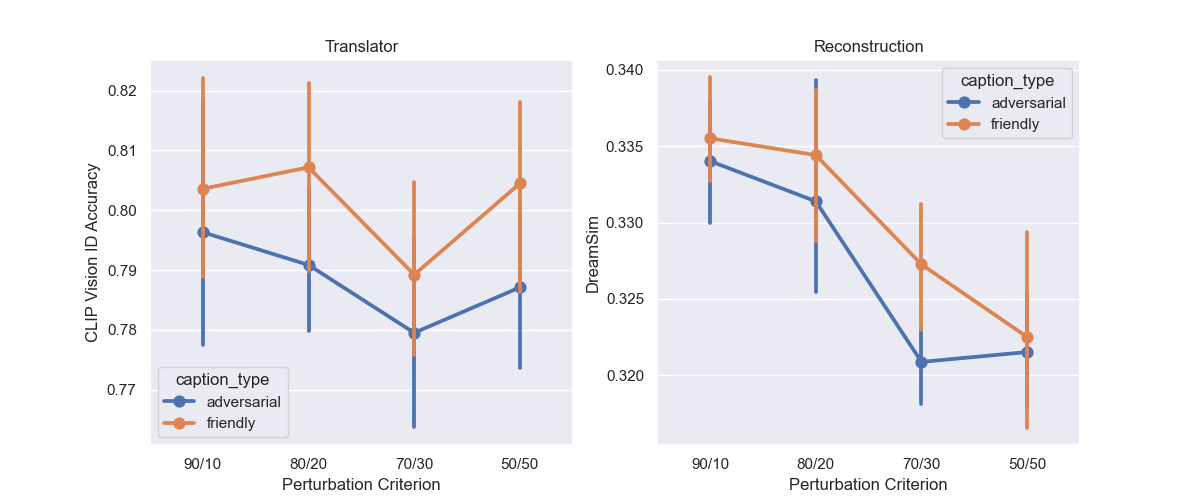 Translator
CLIP Vision ID Accuracy
0.82
0.81
0.80
0.79
0.78
0.77
caption_type
adversarial
friendly
90/10
80/20
70/30
50/50
Perturbation Criterion
Reconstruction
DreamSim
0.340
0.335
0.330
0.325
0.320
caption_type
adversarial
friendly
90/10
80/20
70/30
50/50
Perturbation Criterion